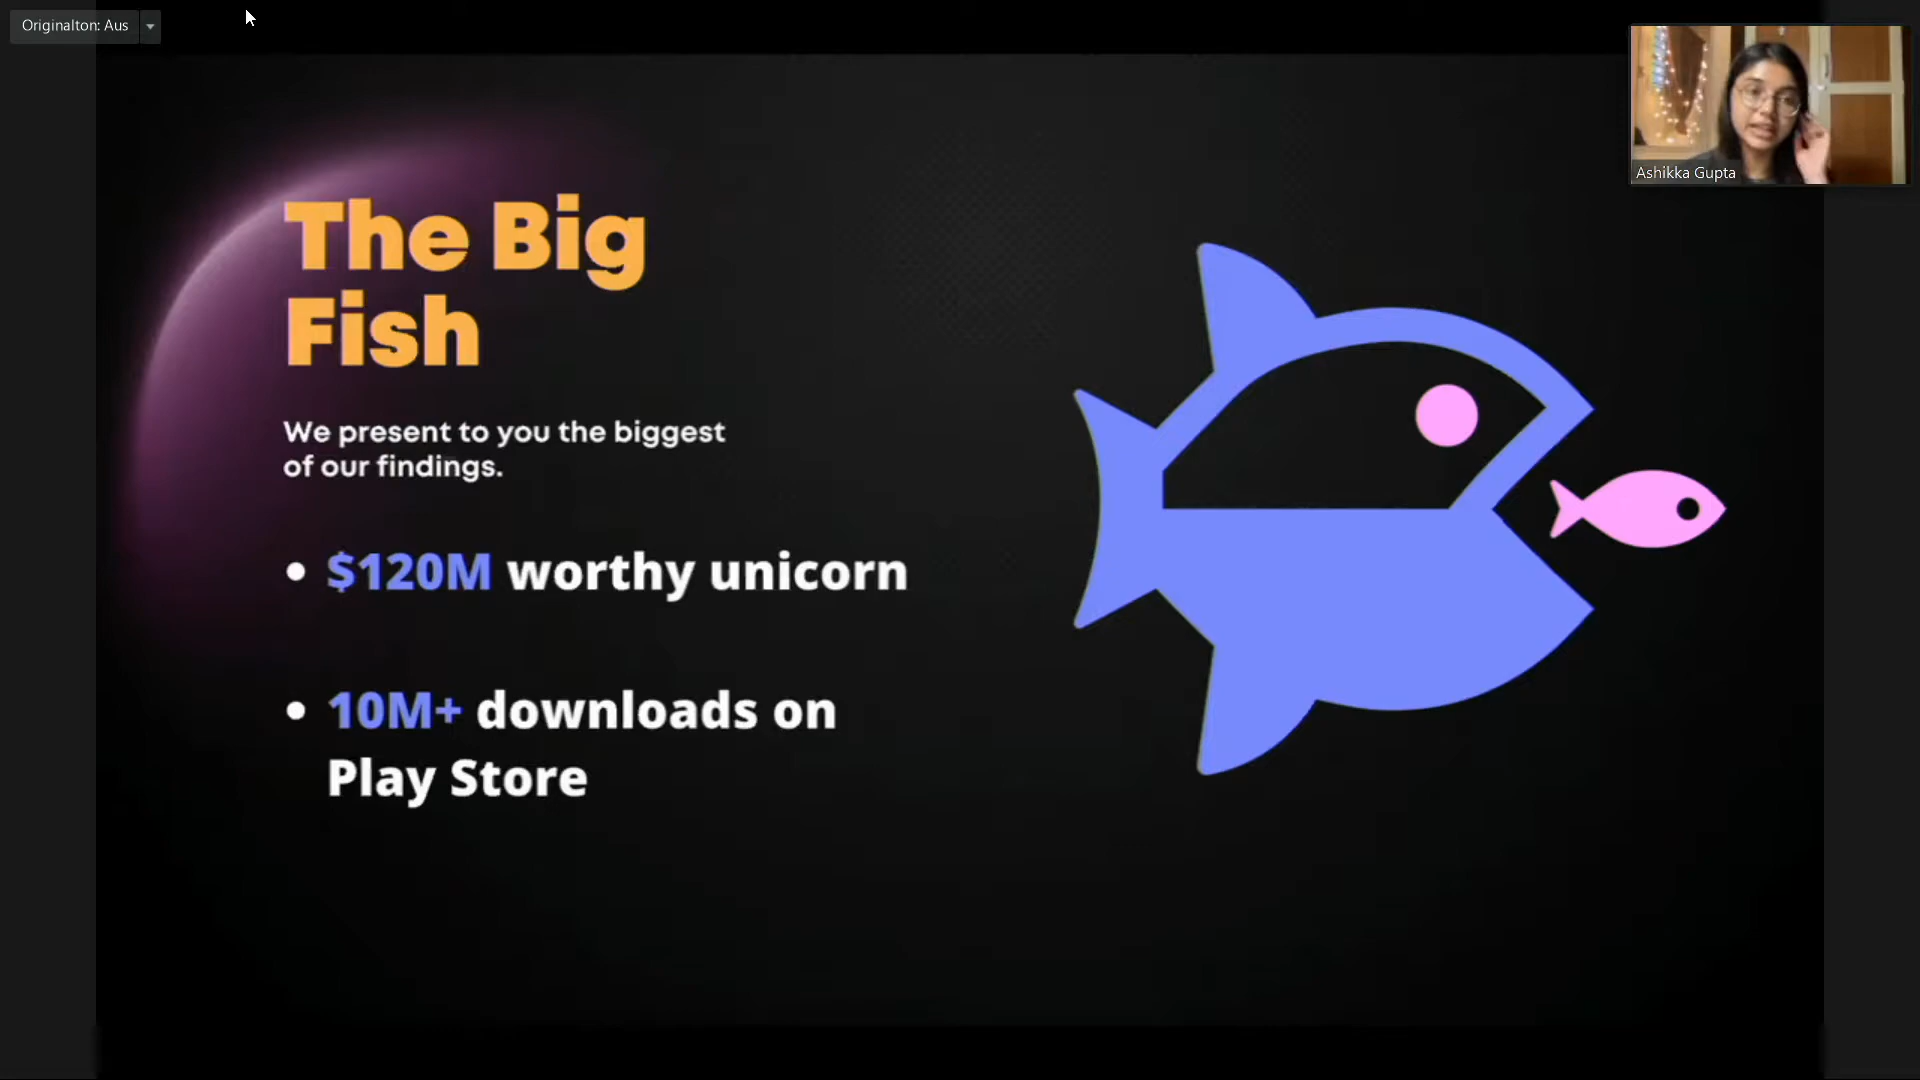 Originalton: Aus
Ashikka Gupta
The Big
Fish
We present to you the biggest
of our findings.
• $120M worthy unicorn
• 10M+ downloads on
Play Store